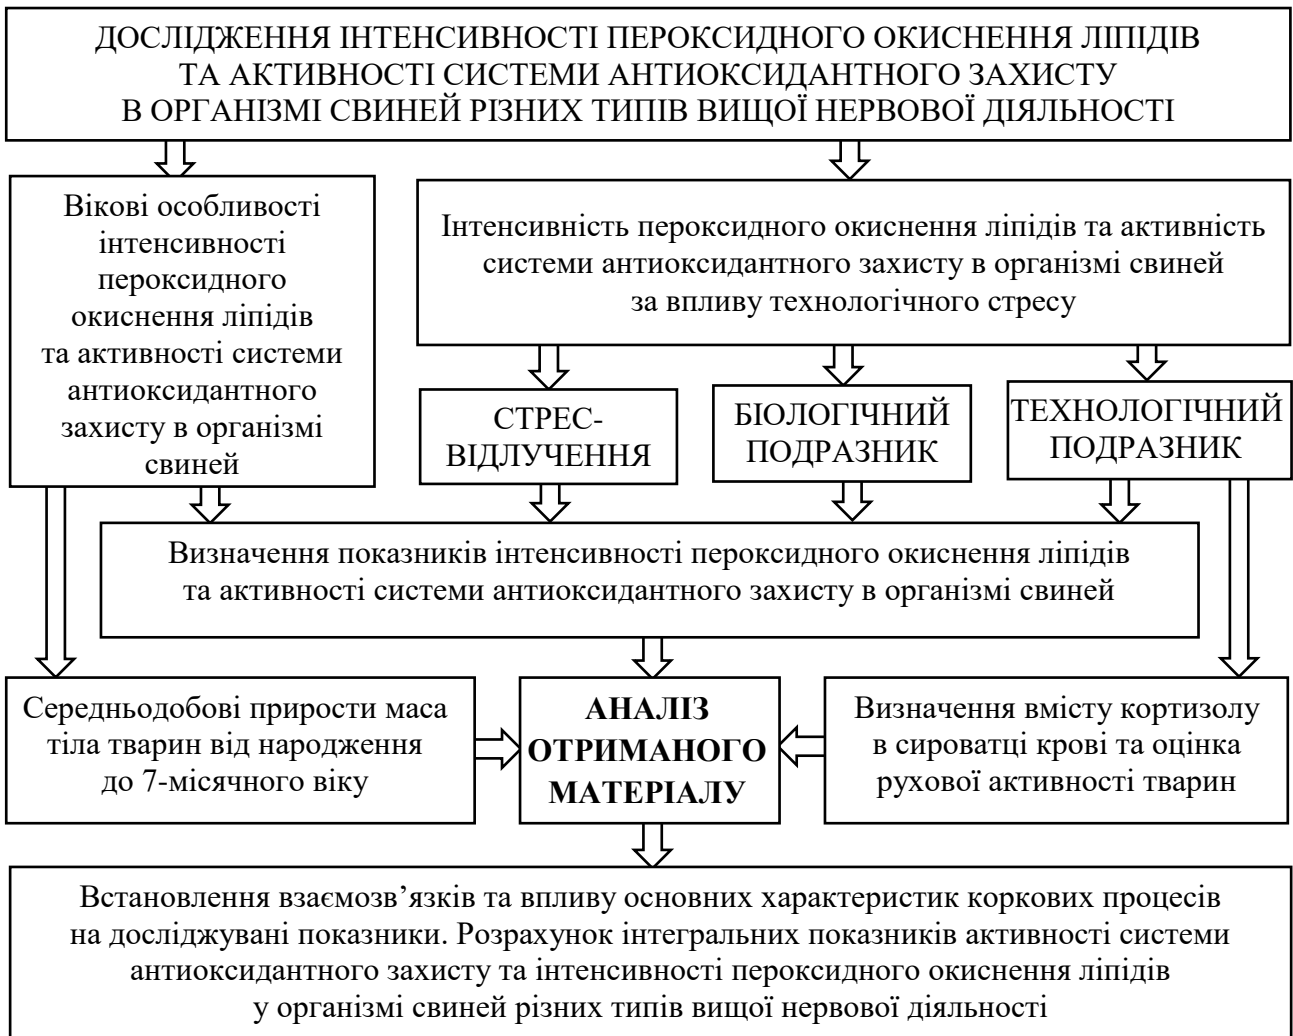 ДОСЛІДЖЕННЯ ІНТЕНСИВНОСТІ ПЕРОКСИДНОГО ОКИСНЕННЯ ЛІПІДІВ
ТА АКТИВНОСТІ СИСТЕМИ АНТИОКСИДАНТНОГО ЗАХИСТУ
В ОРГАНІЗМІ СВИНЕЙ РІЗНИХ ТИПІВ ВИЩОЇ НЕРВОВОЇ ДІЯЛЬНОСТІ
Вікові особливості
інтенсивності
пероксидного
окиснення ліпідів
та активності системи
антиоксидантного
захисту в організмі
свиней
Інтенсивність пероксидного окиснення ліпідів та активність
системи антиоксидантного захисту в організмі свиней
за впливу технологічного стресу
СТРЕС-
ВІДЛУЧЕННЯ
БІОЛОГІЧНИЙ
ПОДРАЗНИК
ТЕХНОЛОГІЧНИЙ
ПОДРАЗНИК
Визначення показників інтенсивності пероксидного окиснення ліпідів
та активності системи антиоксидантного захисту в організмі свиней
Середньодобові прирости маса
тіла тварин від народження
до 7-місячного віку
АНАЛІЗ
ОТРИМАНОГО
МАТЕРІАЛУ
Визначення вмісту кортизолу
в сироватці крові та оцінка
рухової активності тварин
Встановлення взаємозв’язків та впливу основних характеристик коркових процесів
на досліджувані показники. Розрахунок інтегральних показників активності системи
антиоксидантного захисту та інтенсивності пероксидного окиснення ліпідів
у організмі свиней різних типів вищої нервової діяльності